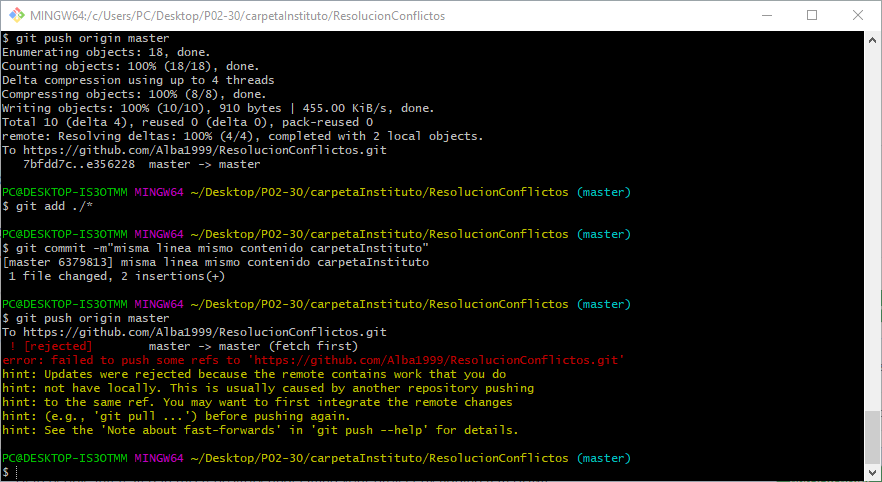 MINGW64:/c/Users/PC/Desktop/P02-30/carpetaInstituto/ResolucionConflictos
$ git push origin master
Enumerating objects: 18, done.
Counting objects: 100% (18/18), done.
Delta compression using up to 4 threads
Compressing objects: 100% (8/8), done.
Writing objects: 100% (10/10), 910 bytes | 455.00 KiB/s, done.
Total 10 (delta 4), reused 0 (delta 0), pack-reused 0
remote: Resolving deltas: 100% (4/4), completed with 2 local objects.
To https://github.com/Alba1999/ResolucionConflictos.git
   7bfdd7c..e356228  master -> master
PC@DESKTOP-IS3OTMM MINGW64 ~/Desktop/P02-30/carpetaInstituto/ResolucionConflictos (master)
$ git add ./*
PC@DESKTOP-IS3OTMM MINGW64 ~/Desktop/P02-30/carpetaInstituto/ResolucionConflictos (master)
$ git commit -m"misma linea mismo contenido carpetaInstituto"
[master 6379813] misma linea mismo contenido carpetaInstituto
 1 file changed, 2 insertions(+)
PC@DESKTOP-IS3OTMM MINGW64 ~/Desktop/P02-30/carpetaInstituto/ResolucionConflictos (master)
$ git push origin master
To https://github.com/Alba1999/ResolucionConflictos.git
 ! [rejected]        master -> master (fetch first)
error: failed to push some refs to 'https://github.com/Alba1999/ResolucionConflictos.git'
hint: Updates were rejected because the remote contains work that you do
hint: not have locally. This is usually caused by another repository pushing
hint: to the same ref. You may want to first integrate the remote changes
hint: (e.g., 'git pull ...') before pushing again.
hint: See the 'Note about fast-forwards' in 'git push --help' for details.
PC@DESKTOP-IS3OTMM MINGW64 ~/Desktop/P02-30/carpetaInstituto/ResolucionConflictos (master)
$